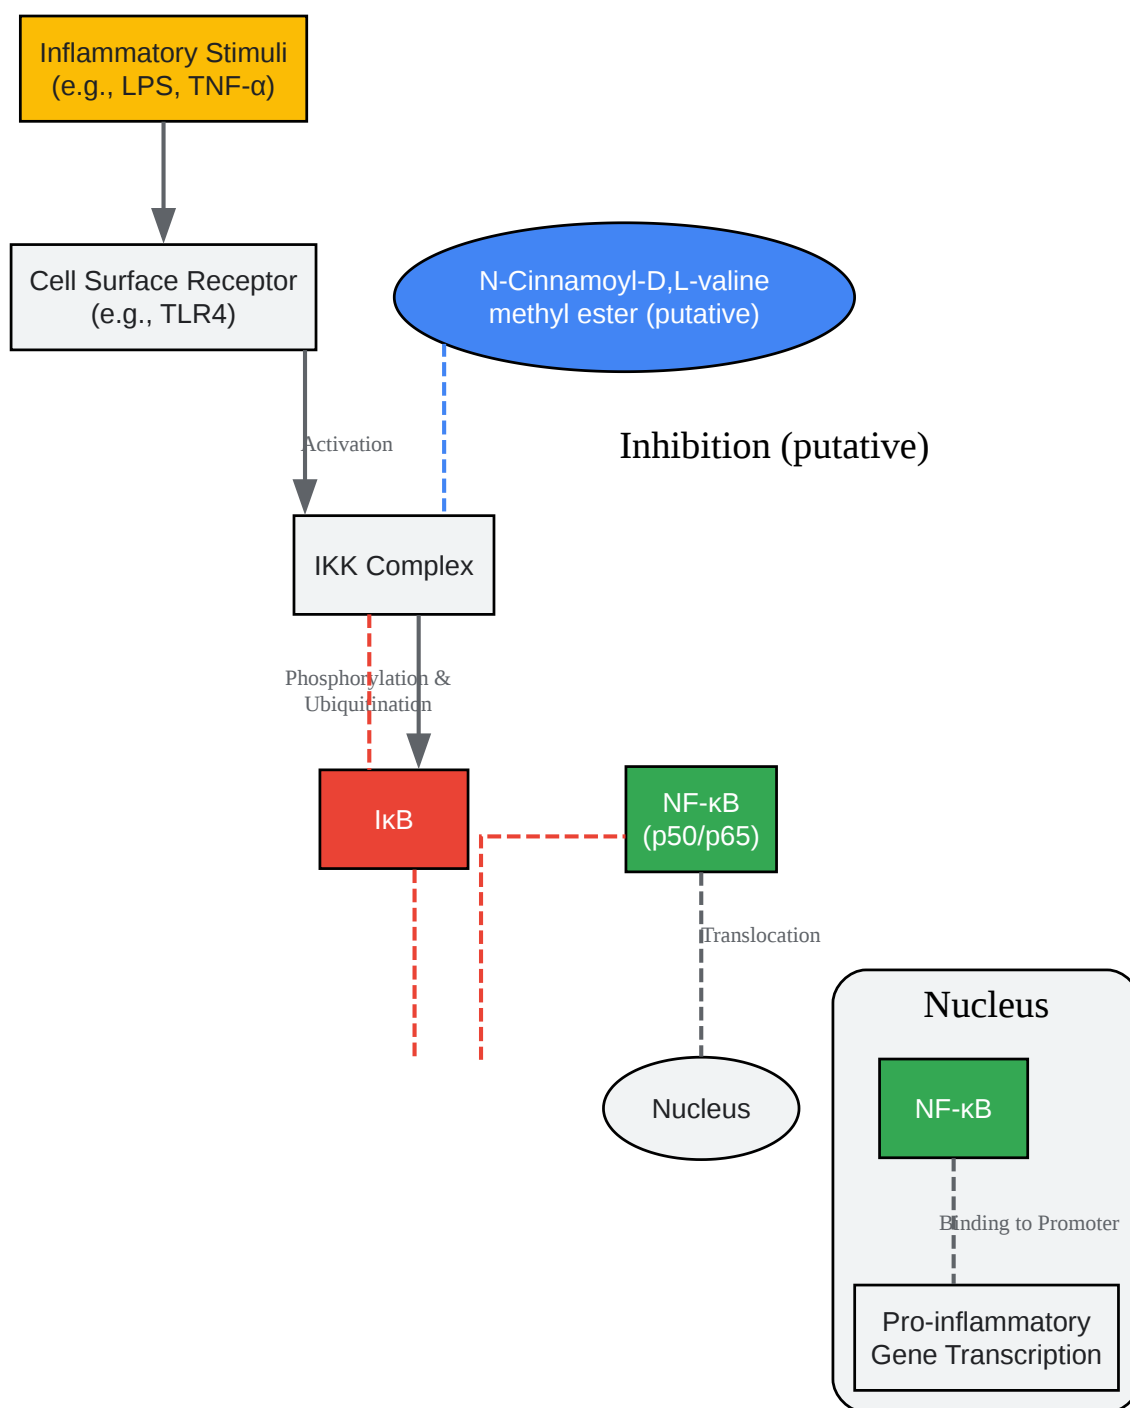 Inflammatory Stimuli
(e.g., LPS, TNF-α)
Cell Surface Receptor
(e.g., TLR4)
N-Cinnamoyl-D,L-valine
methyl ester (putative)
Activation
Inhibition (putative)
IKK Complex
Phosphorylation &
Ubiquitination
IκB
NF-κB
(p50/p65)
Translocation
Nucleus
Nucleus
NF-κB
Binding to Promoter
Pro-inflammatory
Gene Transcription